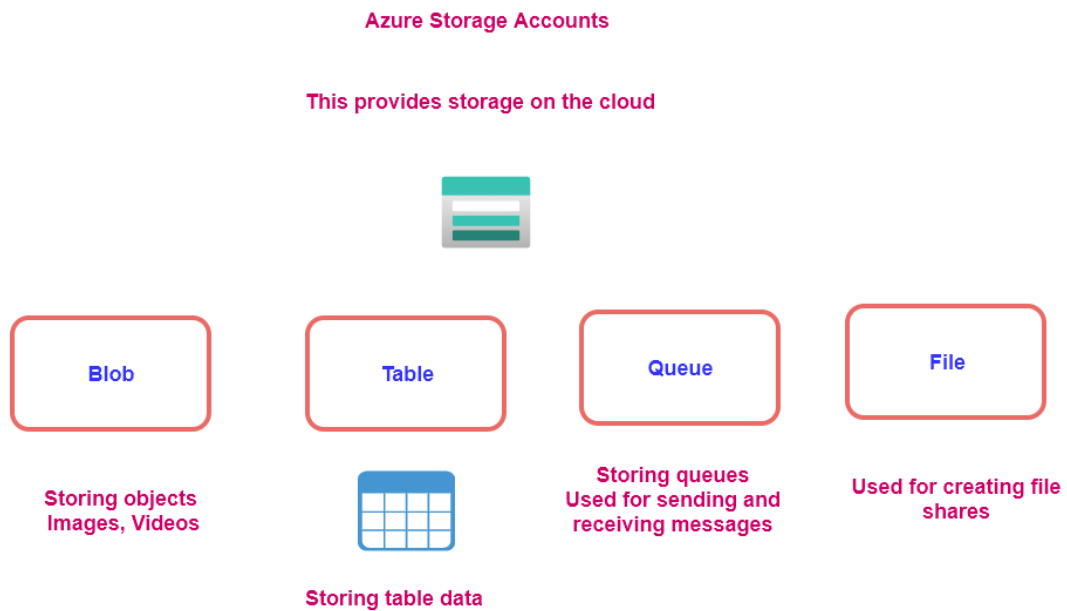 Azure Storage Accounts
This provides storage on the cloud
Blob
Table
Queue
File
Storing objects
Images, Videos
Storing table data
Storing queues
Used for sending and
receiving messages
Used for creating file
shares